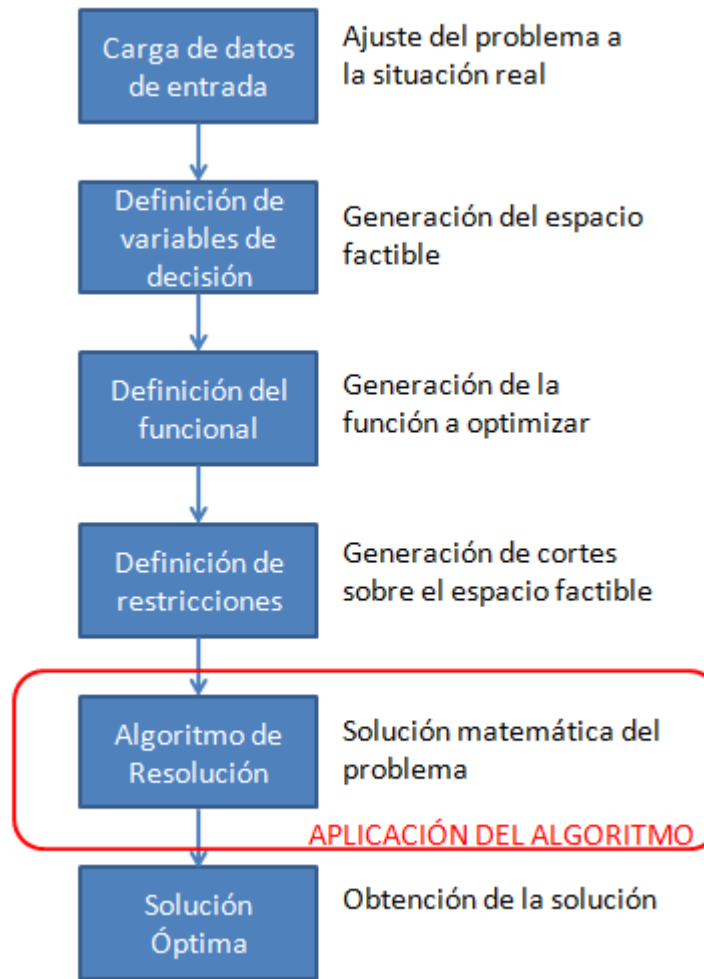 Carga de datos
de entrada
Ajuste del problema a
la situación real
Definición de
variables de
decisión
Generación del espacio
factible
Definición del
funcional
Generación de la
función a optimizar
Definición de
restricciones
Generación de cortes
sobre el espacio factible
Algoritmo de
Resolución
Solución matemática del
problema
APLICACIÓN DEL ALGORITMO
Solución
Óptima
Obtención de la solución